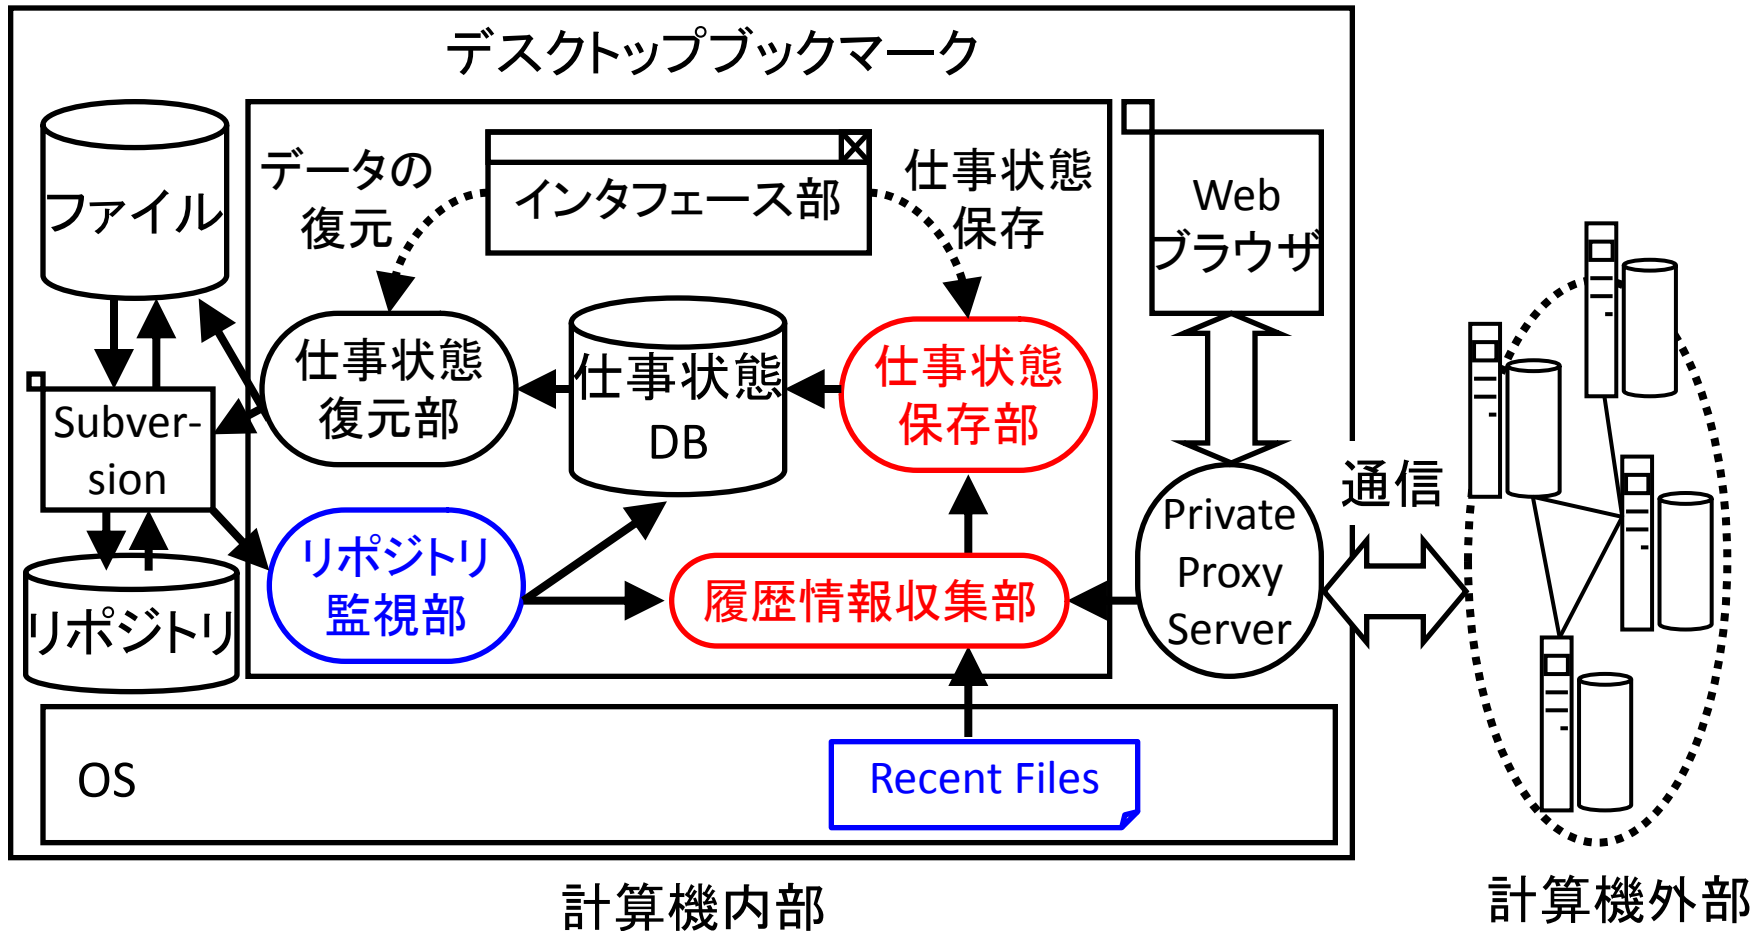 デスクトップブックマーク
ファイル
データの
復元
インタフェース部
仕事状態
保存
Web
ブラウザ
仕事状態
復元部
仕事状態
DB
仕事状態
保存部
Subver-
sion
通信
Private
Proxy
Server
リポジトリ
監視部
履歴情報収集部
リポジトリ
OS
Recent Files
計算機内部
計算機外部